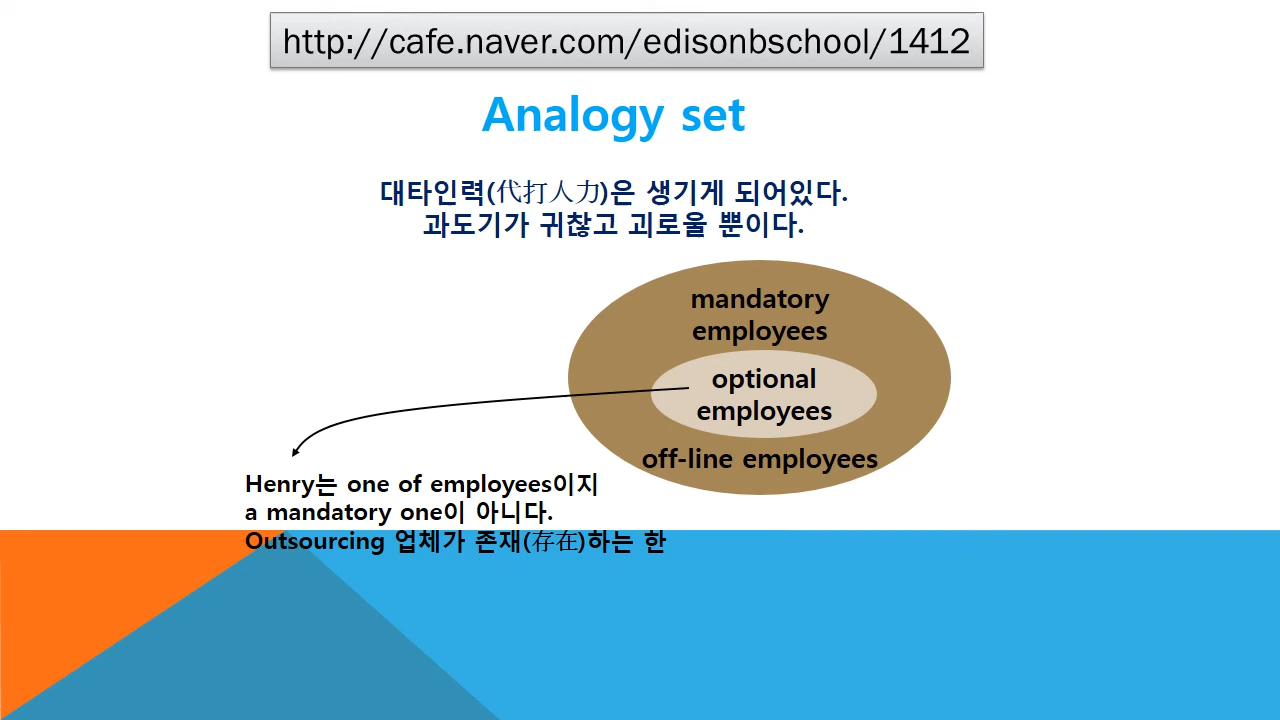 http://cafe.naver.com/edisonbschool/1412
Analogy set
대타인력(代打人力)은 생기게 되어있다.
과도기가 귀찮고 괴로울 뿐이다.
mandatory
employees
optional
employees
off-line employees
Henry는 one of employees이지
a mandatory one이 아니다.
Outsourcing 업체가 존재(存在)하는 한